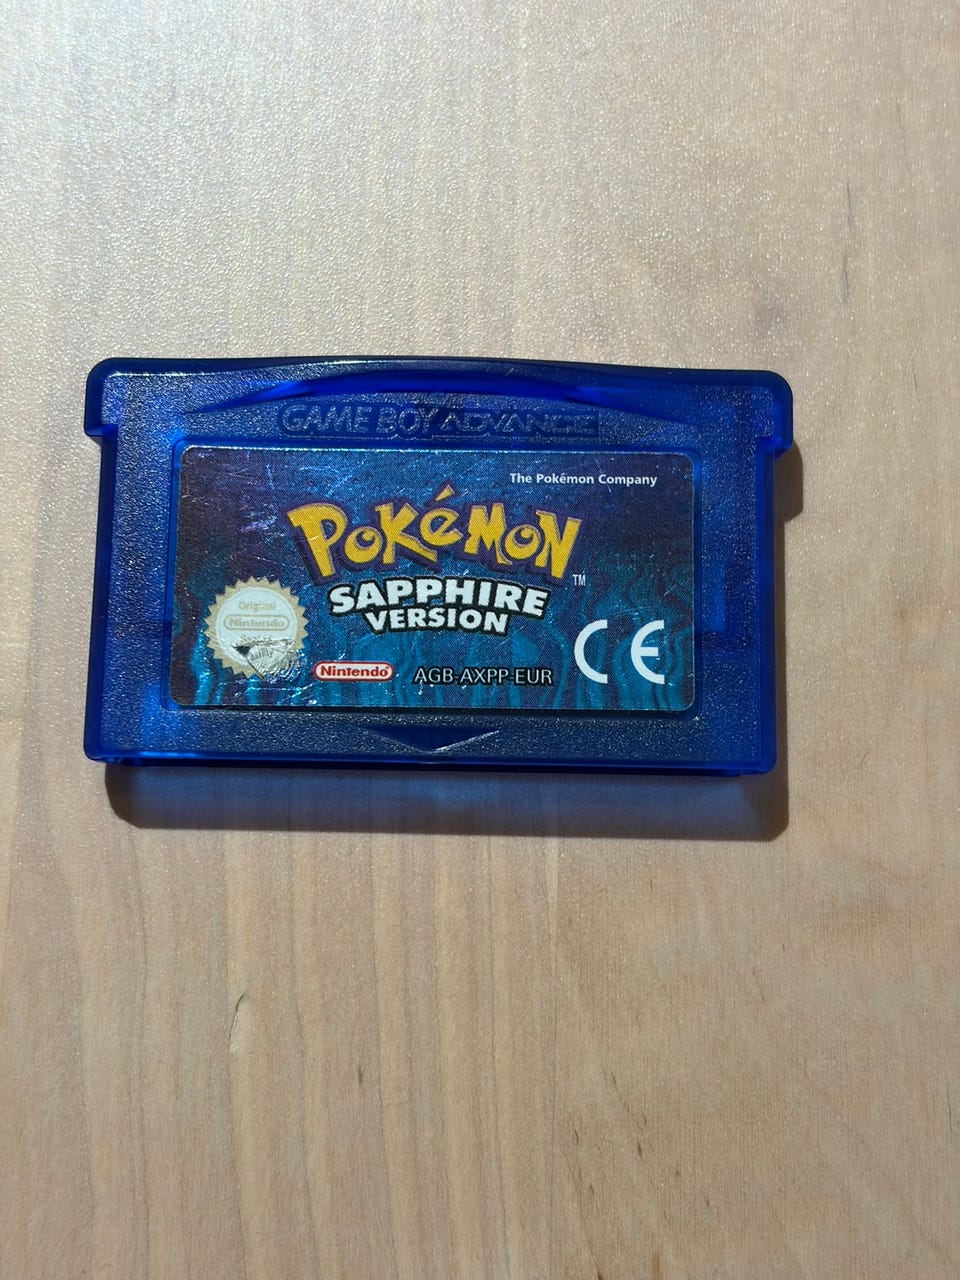 GAME BOY ADVANCE
The Pokémon Company
POKéMON
TM
SAPPHIRE
VERSION
Original
Nintendo
Nintendo
AGB-AXPP-EUR
CE